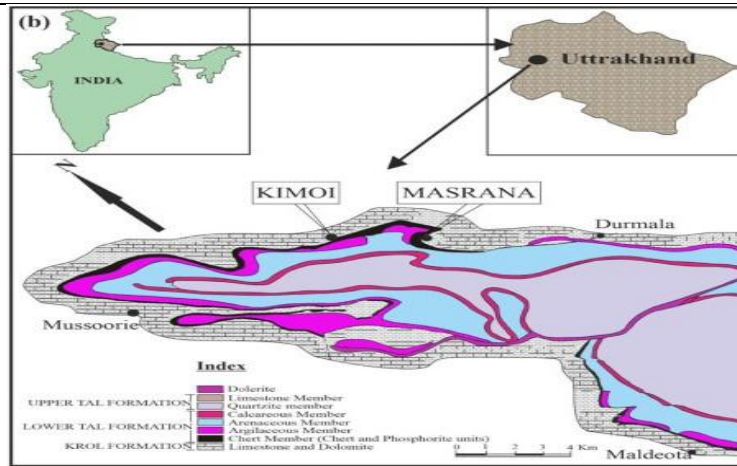 (b)
INDIA
Uttrakhand
N
KIMOI
MASRANA
Durmala
Mussoorie
Index
Dolerite
Limestone Member
UPPER TAL FORMATION
Quartzite member
Calcareous Member
LOWER TAL FORMATION
Arenaceous Member
Argilaceous Member
Chert Member (Chert and Phosphorite units)
KROL FORMATION
Limestone and Dolomite
0 2 4 Km
Maldeota